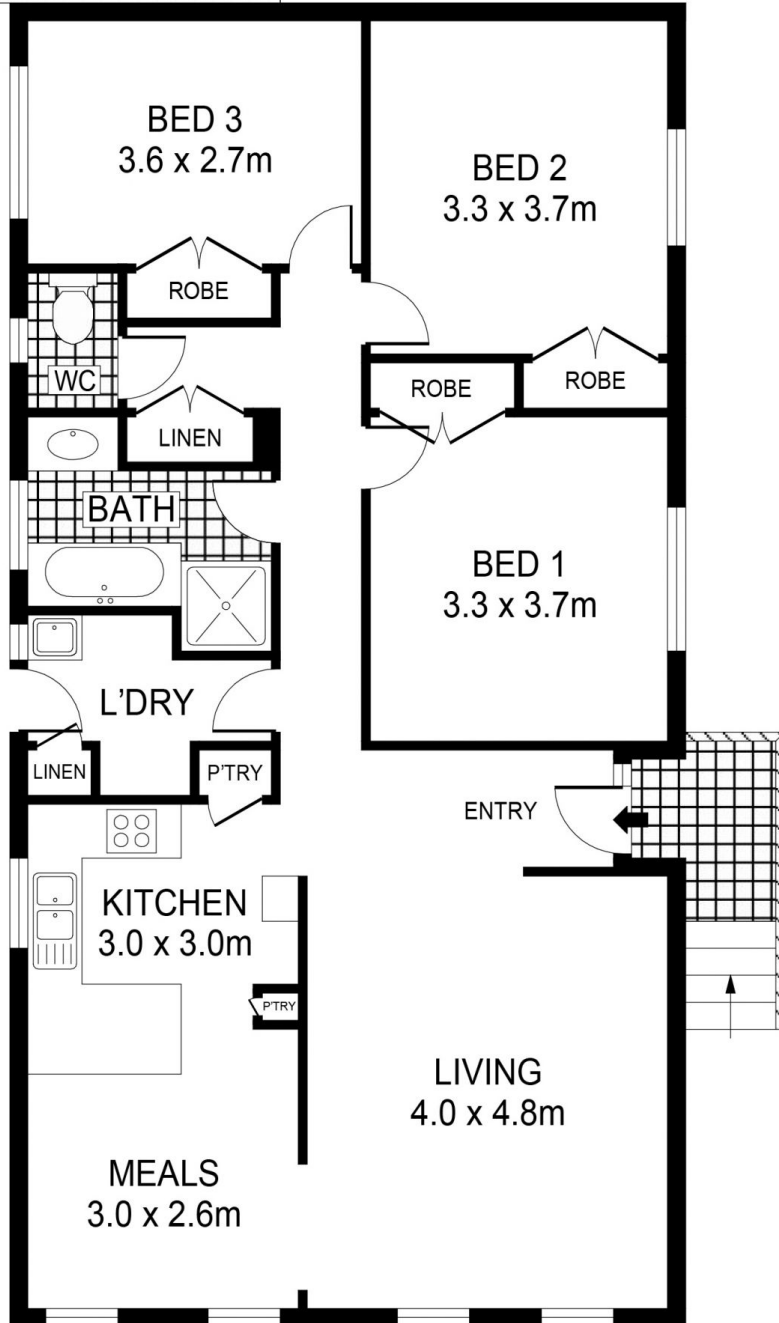 BED 3
3.6 x 2.7m
BED 2
3.3 x 3.7m
ROBE
WC
ROBE
ROBE
LINEN
BATH
BED 1
3.3 x 3.7m
L'DRY
LINEN
P'TRY
ENTRY
KITCHEN
3.0 x 3.0m
P'TRY
LIVING
4.0 x 4.8m
MEALS
3.0 x 2.6m